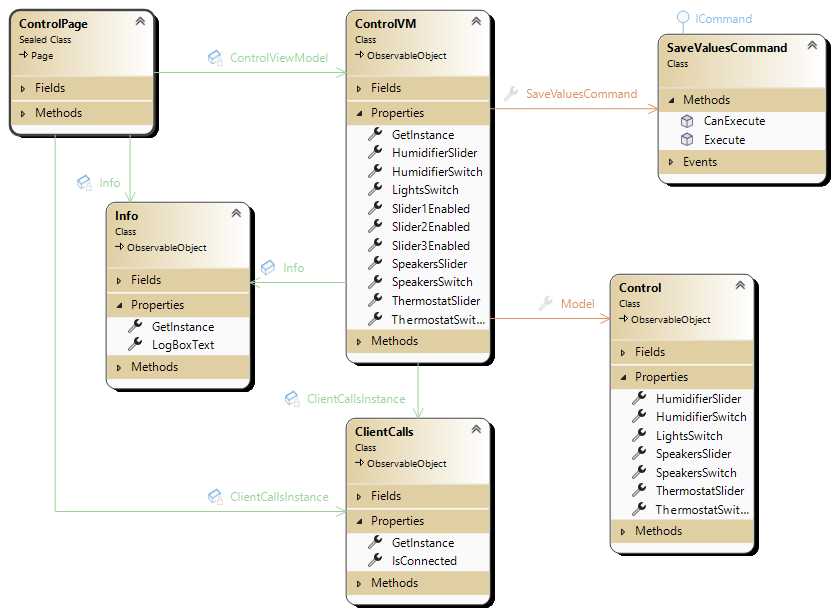 ControlPage
Sealed Class
Page
Fields
Methods
ControlViewModel
ControlVM
Class
ObservableObject
Fields
Properties
GetInstance
HumidifierSlider
HumidifierSwitch
LightsSwitch
Slider1Enabled
Slider2Enabled
Slider3Enabled
SpeakersSlider
SpeakersSwitch
ThermostatSlider
ThermostatSwit...
Methods
ICommand
SaveValuesCommand
SaveValuesCommand
Class
Methods
CanExecute
Execute
Events
Info
Info
Class
ObservableObject
Fields
Properties
GetInstance
LogBoxText
Methods
Info
Model
Control
Class
ObservableObject
Fields
Properties
HumidifierSlider
HumidifierSwitch
LightsSwitch
SpeakersSlider
SpeakersSwitch
ThermostatSlider
ThermostatSwit...
Methods
ClientCallsInstance
ClientCallsInstance
ClientCalls
Class
ObservableObject
Fields
Properties
GetInstance
IsConnected
Methods